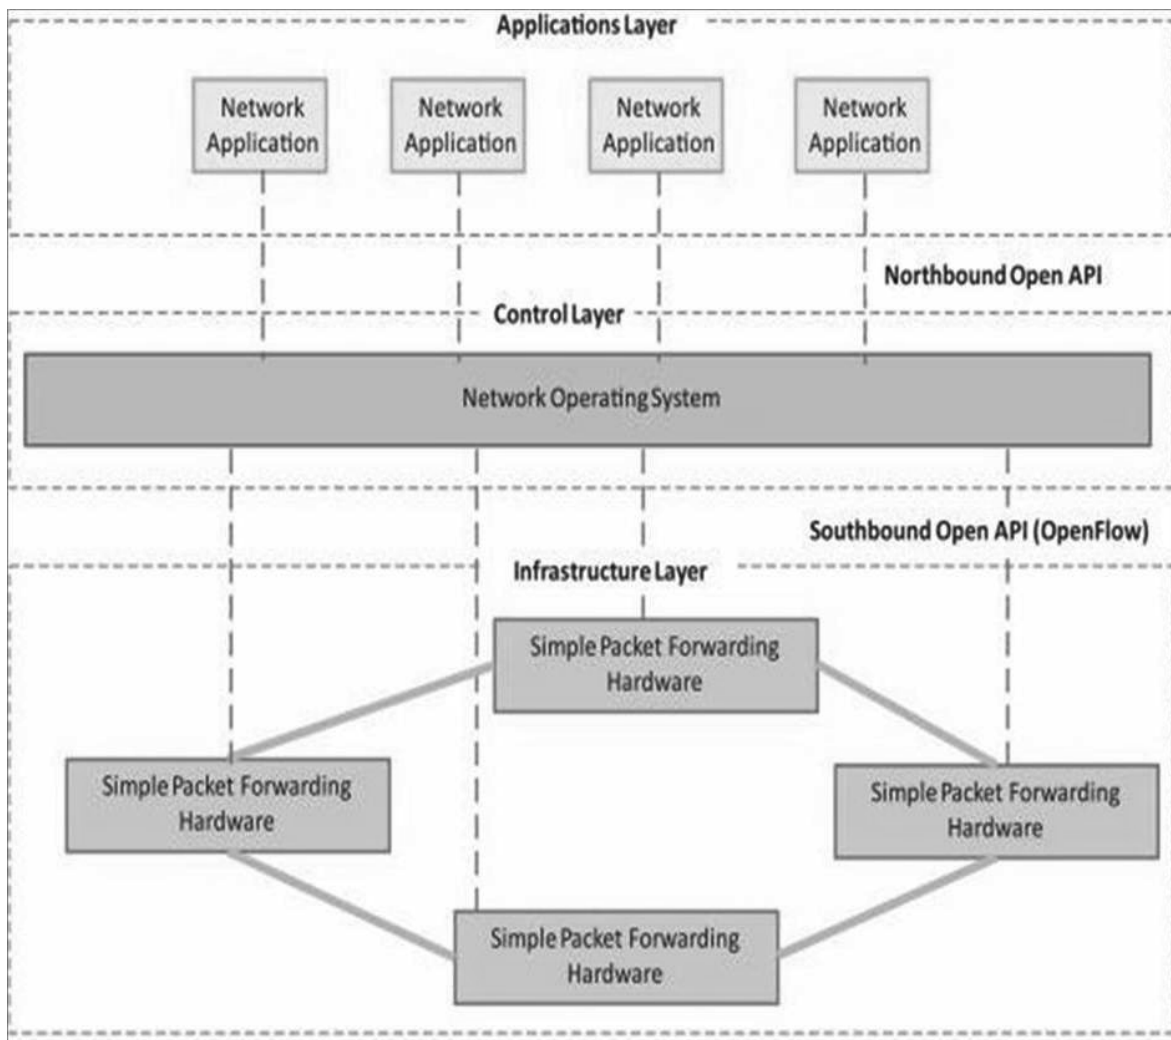 Applications Layer
Network
Application
Network
Application
Network
Application
Network
Application
Northbound Open API
Control Layer
Network Operating System
Southbound Open API (OpenFlow)
Infrastructure Layer
Simple Packet Forwarding
Hardware
Simple Packet Forwarding
Hardware
Simple Packet Forwarding
Hardware
Simple Packet Forwarding
Hardware